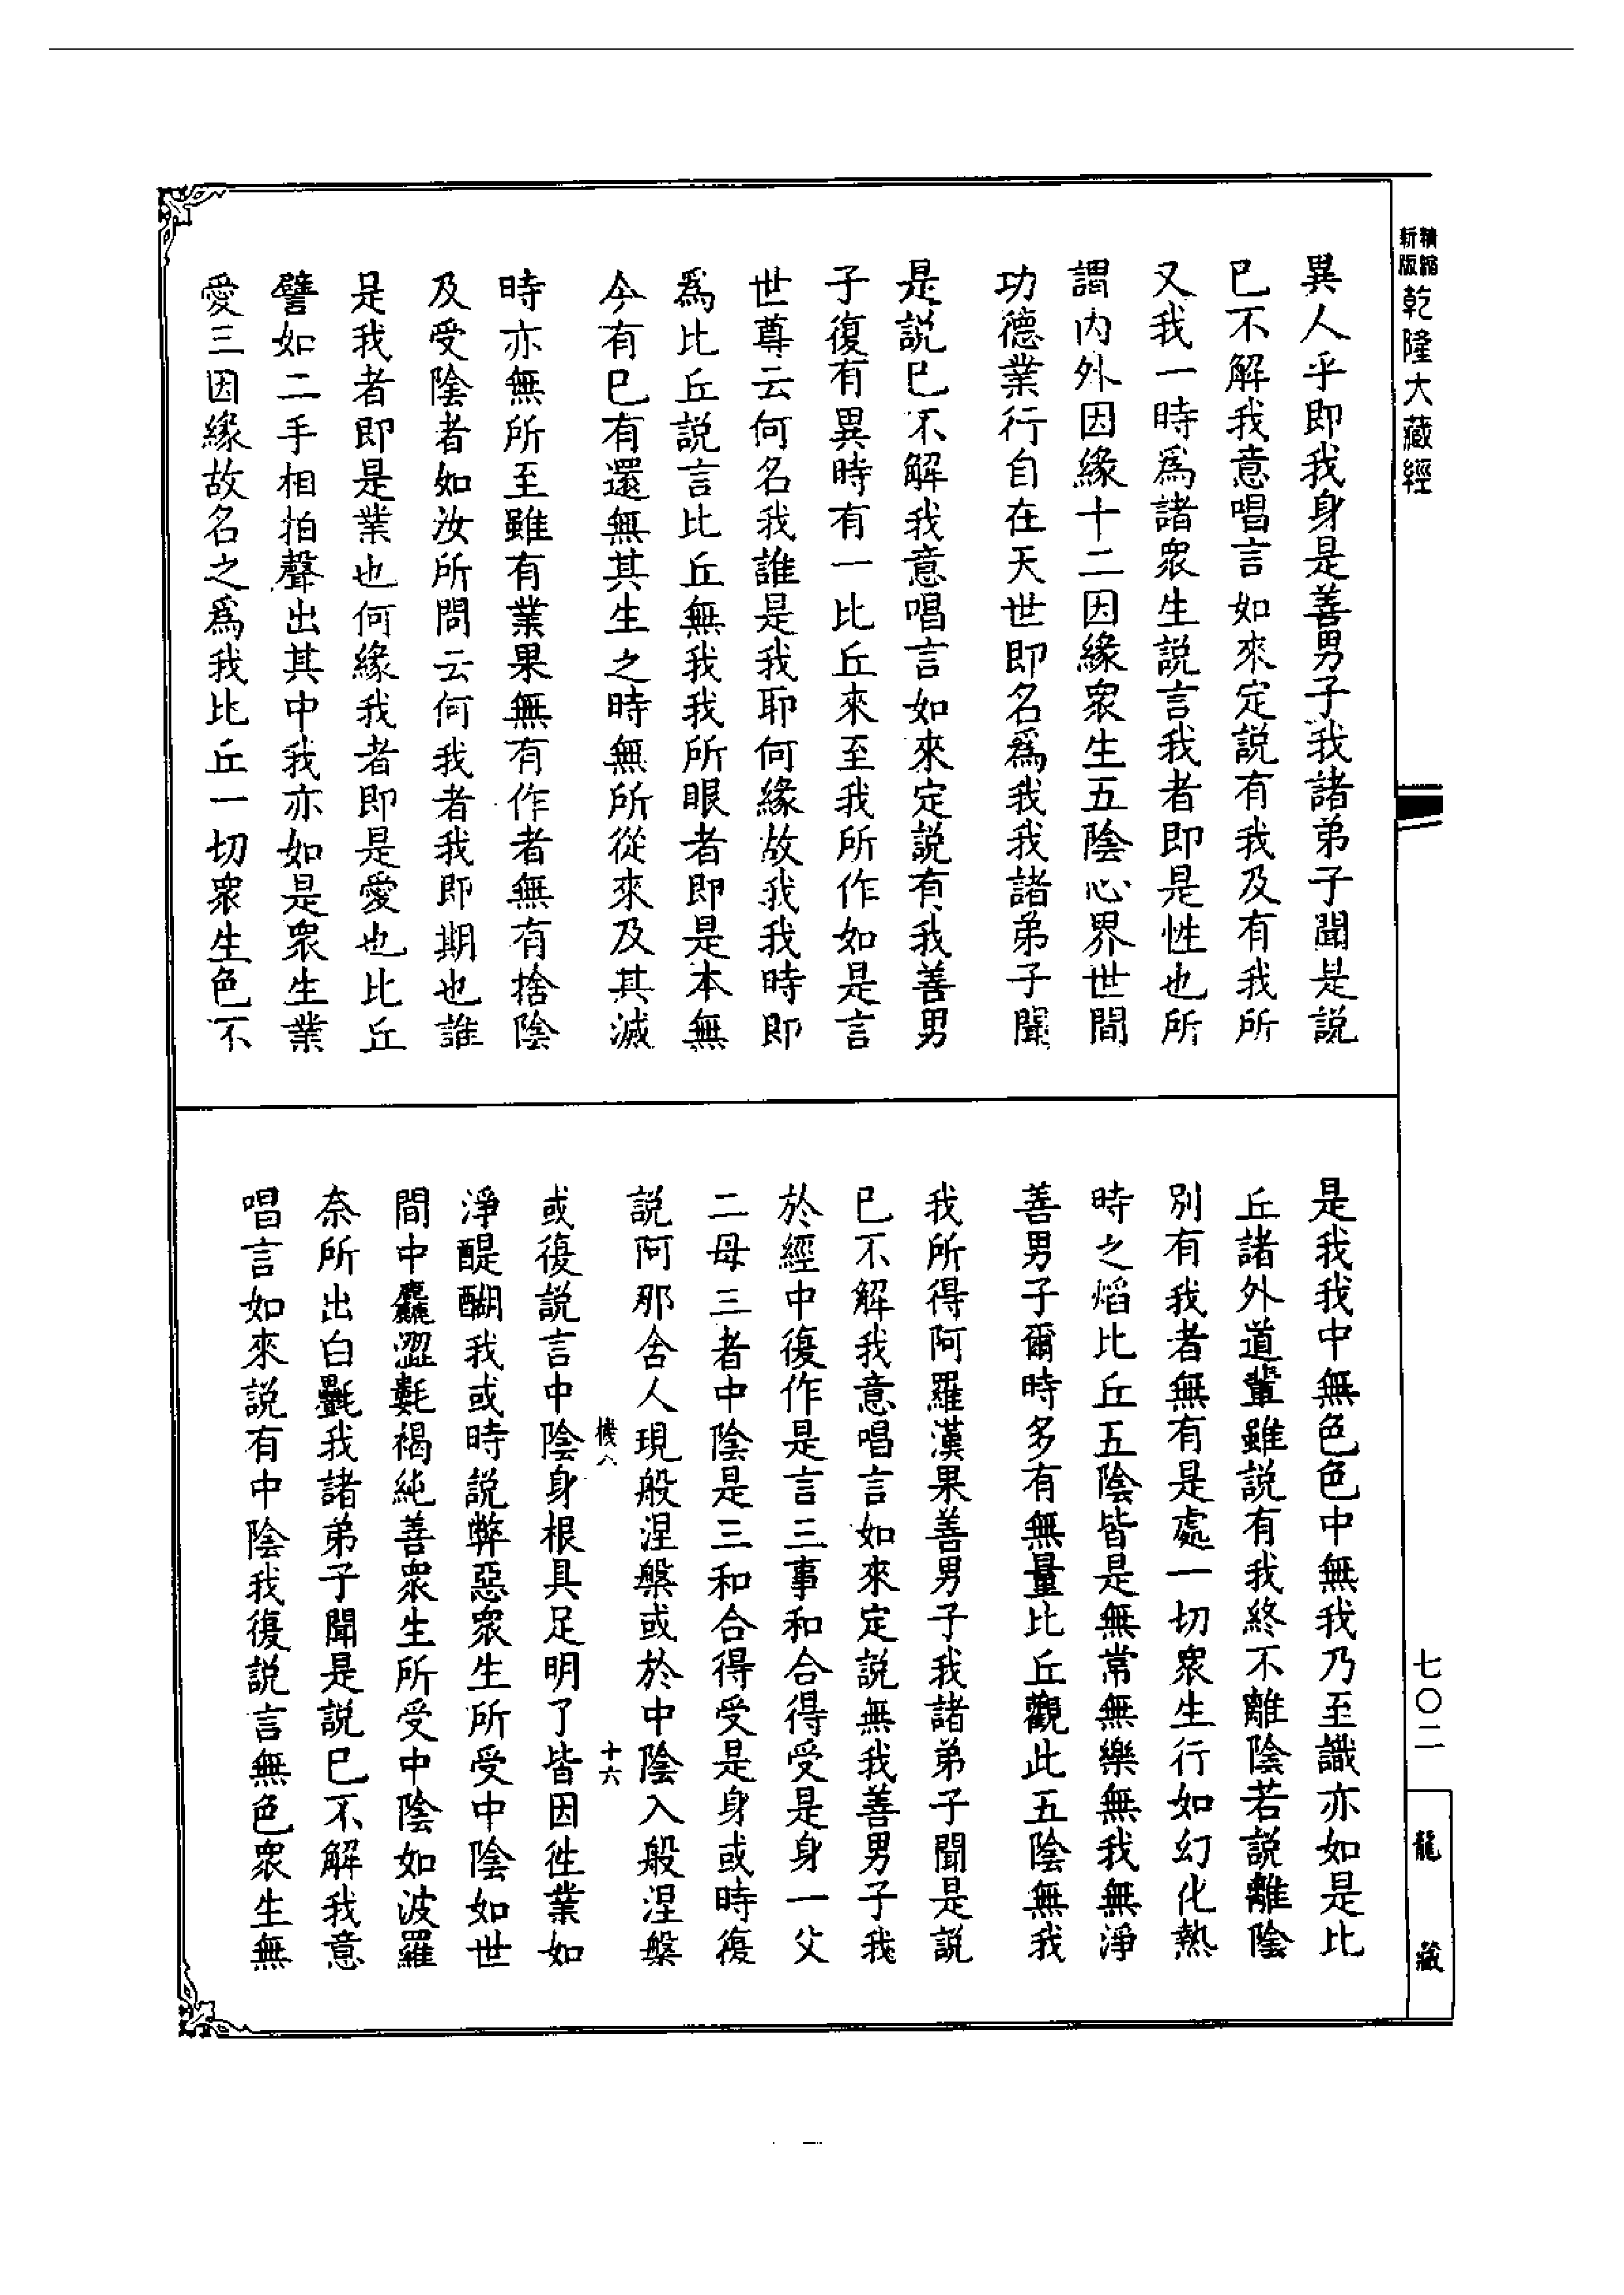 精縮
新版
乾隆大藏經
異人乎即我身是善男子我諸弟子聞是說
已不解我意唱言如來定說有我及有我所
又我一時爲諸眾生說言我者即是性也所
謂內外因緣十二因緣眾生五陰心界世間
功德業行自在天世即名爲我我諸弟子聞
是說已不解我意唱言如來定說有我善男
子復有異時有一比丘來至我所作如是言
世尊云何名我誰是我耶何緣故我我時即
爲比丘說言比丘無我我所眼者即是本無
今有已有還無其生之時無所從來及其滅
時亦無所至雖有業果無有作者無有捨陰
及受陰者如汝所問云何我者我即期也誰
是我者即是業也何緣我者即是愛也比丘
譬如二手相拍聲出其中我亦如是眾生業
愛三因緣故名之爲我比丘一切眾生色不
是我我中無色色中無我乃至識亦如是比
丘諸外道輩雖說有我終不離陰若說離陰
別有我者無有是處一切眾生行如幻化熱
時之焰比丘五陰皆是無常無樂無我無淨
善男子爾時多有無量比丘觀此五陰無我
我所得阿羅漢果善男子我諸弟子聞是說
已不解我意唱言如來定說無我善男子我
於經中復作是言三事和合得受是身一父
二母三者中陰是三和合得受是身或時復
說阿那含人現般涅槃或於中陰入般涅槃
機八
十六
或復說言中陰身根具足明了皆因往業如
淨醍醐我或時說弊惡眾生所受中陰如世
間中麤澀氀褐純善眾生所受中陰如波羅
奈所出白㲲我諸弟子聞是說已不解我意
唱言如來說有中陰我復說言無色眾生無
七〇二
龍藏